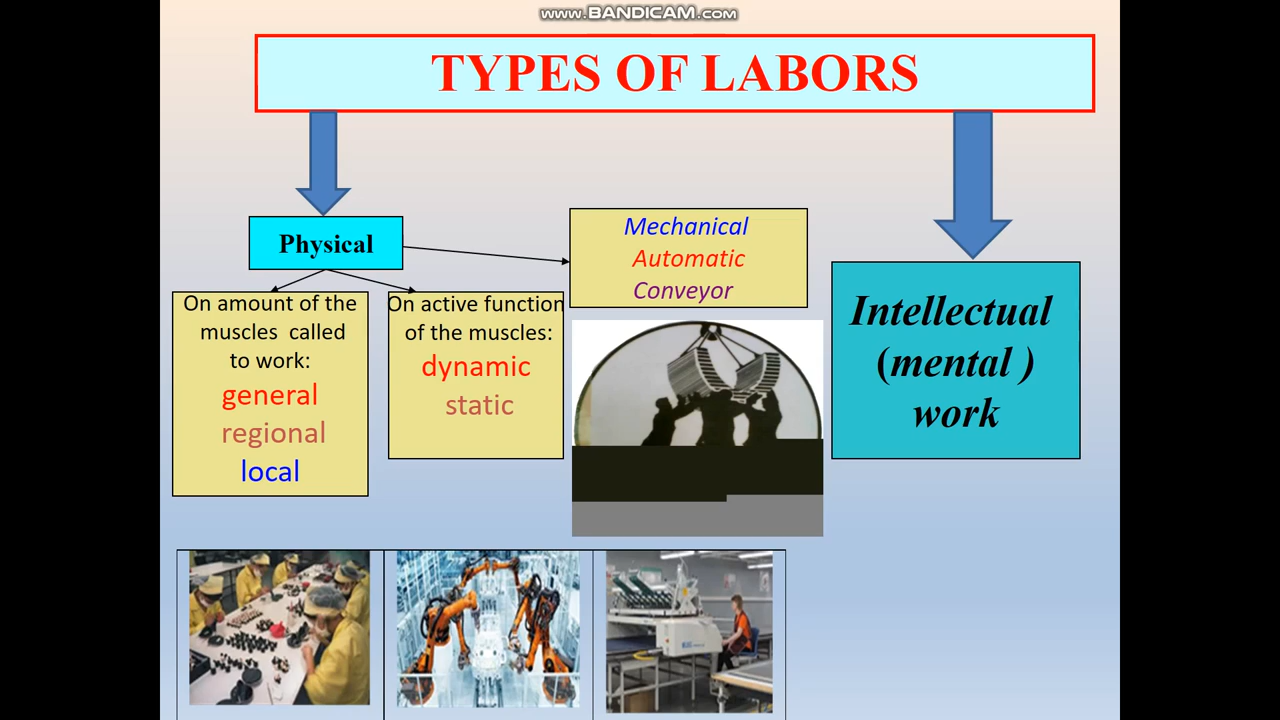 www.BANDICAM.com
TYPES OF LABORS
Physical
On amount of the
muscles called
to work:
general
regional
local
On active function
of the muscles:
dynamic
static
Mechanical
Automatic
Conveyor
Intellectual
(mental )
work